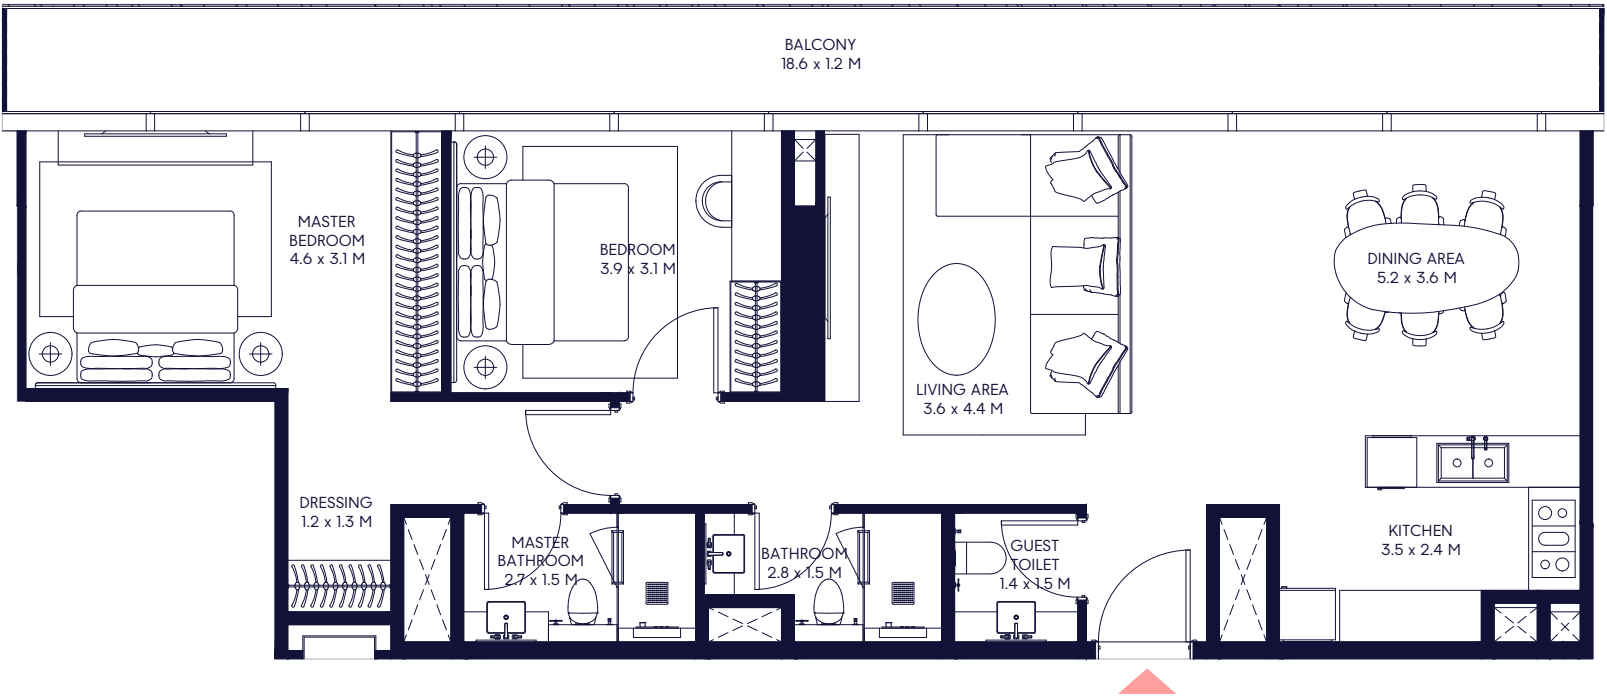 BALCONY
18.6 x 1.2 M
MASTER
BEDROOM
4.6 x 3.1 M
BEDROOM
3.9 x 3.1 M
LIVING AREA
3.6 x 4.4 M
DINING AREA
5.2 x 3.6 M
DRESSING
1.2 x 1.3 M
MASTER
BATHROOM
2.7 x 1.5 M
BATHROOM
2.8 x 1.5 M
GUEST
TOILET
1.4 x 1.5 M
KITCHEN
3.5 x 2.4 M